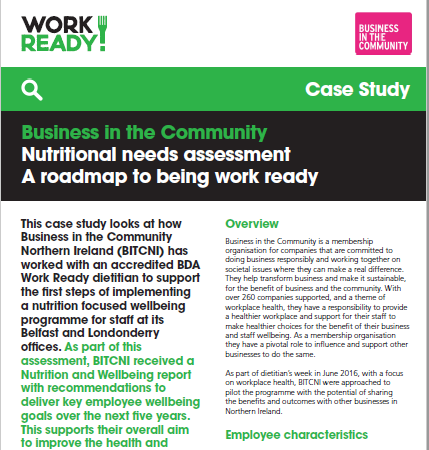 WORK
READY!
BUSINESS
IN THE
COMMUNITY
Case Study
Business in the Community
Nutritional needs assessment
A roadmap to being work ready
This case study looks at how
Business in the Community
Northern Ireland (BITCNI) has
worked with an accredited BDA
Work Ready dietitian to support
the first steps of implementing
a nutrition focused wellbeing
programme for staff at its
Belfast and Londonderry
offices. As part of this
assessment, BITCNI received a
Nutrition and Wellbeing report
with recommendations to
deliver key employee wellbeing
goals over the next five years.
This supports their overall aim
to improve the health and
Overview
Business in the Community is a membership
organisation for companies that are committed to
doing business responsibly and working together on
societal issues where they can make a real difference.
They help transform business and make it sustainable,
for the benefit of business and the community. With
over 260 companies supported, and a theme of
workplace health, they have a responsibility to provide
a healthier workplace and support for their staff to
make healthier choices for the benefit of their business
and staff wellbeing. As a membership organisation
they have a pivotal role to influence and support other
businesses to do the same.
As part of dietitian's week in June 2016, with a focus
on workplace health, BITCNI were approached to
pilot the programme with the potential of sharing
the benefits and outcomes with other businesses in
Northern Ireland.
Employee characteristics